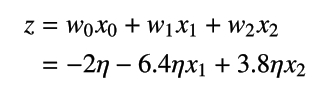 z = w₀x₀ + w₁x₁ + w₂x₂
= −2η − 6.4ηx₁ + 3.8ηx₂